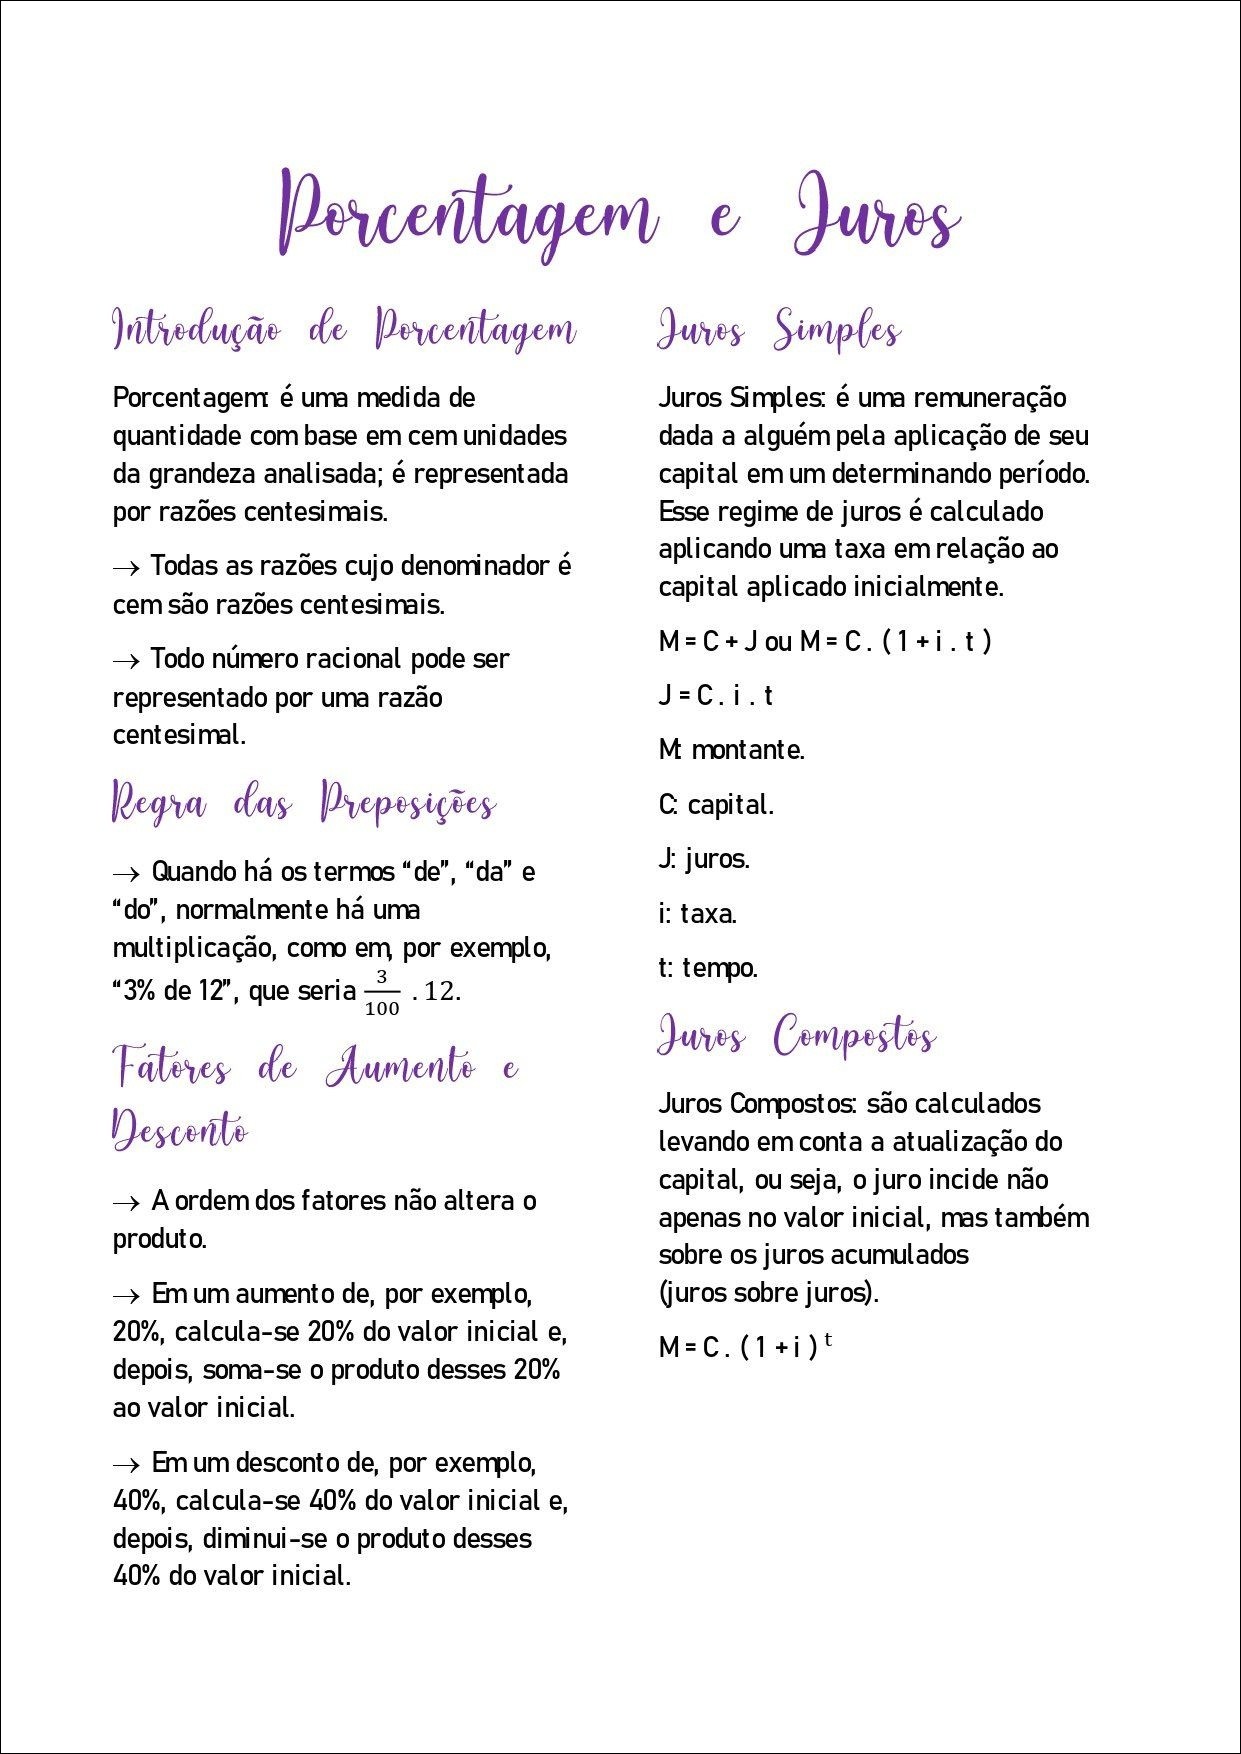 Porcentagem e Juros
Introdução de Porcentagem
Porcentagem: é uma medida de
quantidade com base em cem unidades
da grandeza analisada; é representada
por razões centesimais.
→ Todas as razões cujo denominador é
cem são razões centesimais.
→ Todo número racional pode ser
representado por uma razão
centesimal.
Regra das Preposições
→ Quando há os termos “de”, “da” e
“do”, normalmente há uma
multiplicação, como em, por exemplo,
“3% de 12”, que seria 3/100 . 12.
Fatores de Aumento e
Desconto
→ A ordem dos fatores não altera o
produto.
→ Em um aumento de, por exemplo,
20%, calcula-se 20% do valor inicial e,
depois, soma-se o produto desses 20%
ao valor inicial.
→ Em um desconto de, por exemplo,
40%, calcula-se 40% do valor inicial e,
depois, diminui-se o produto desses
40% do valor inicial.
Juros Simples
Juros Simples: é uma remuneração
dada a alguém pela aplicação de seu
capital em um determinando período.
Esse regime de juros é calculado
aplicando uma taxa em relação ao
capital aplicado inicialmente.
M = C + J ou M = C . ( 1 + i . t )
J = C . i . t
M: montante.
C: capital.
J: juros.
i: taxa.
t: tempo.
Juros Compostos
Juros Compostos: são calculados
levando em conta a atualização do
capital, ou seja, o juro incide não
apenas no valor inicial, mas também
sobre os juros acumulados
(juros sobre juros).
M = C . ( 1 + i ) ᵗ